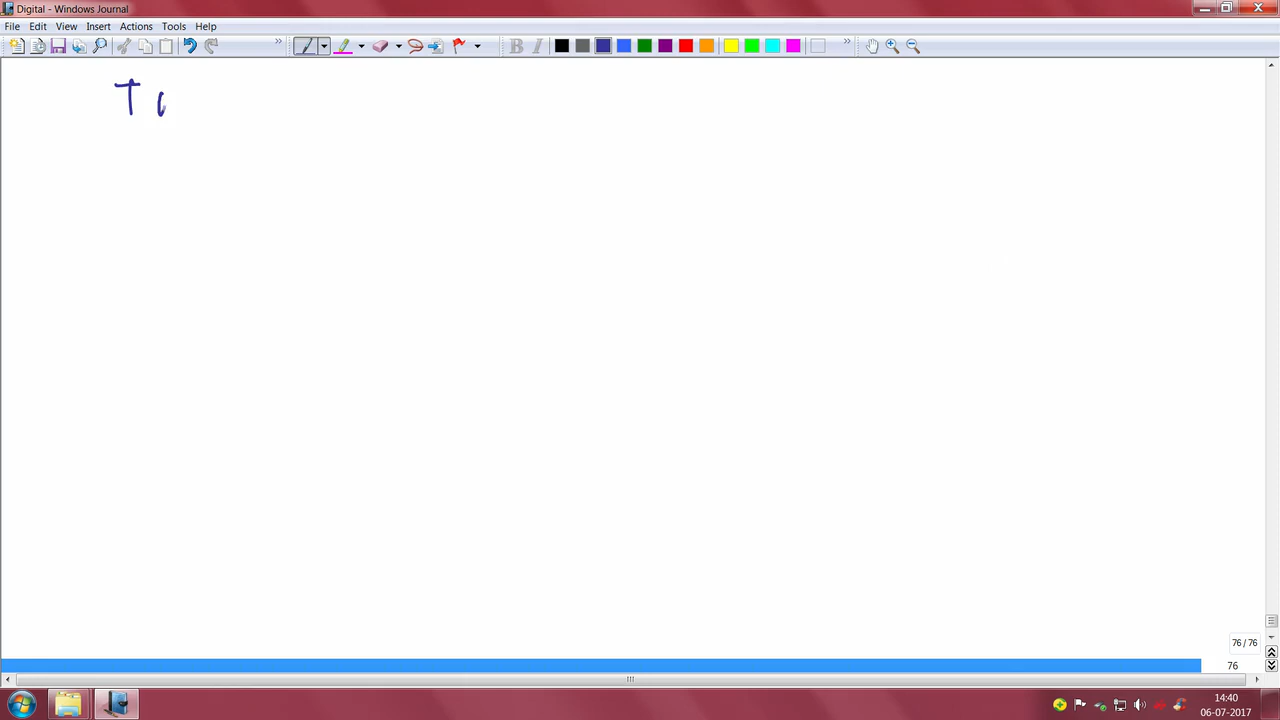 Digital - Windows Journal
File Edit View Insert Actions Tools Help
B I
T
76 / 76
76
14:40
06-07-2017